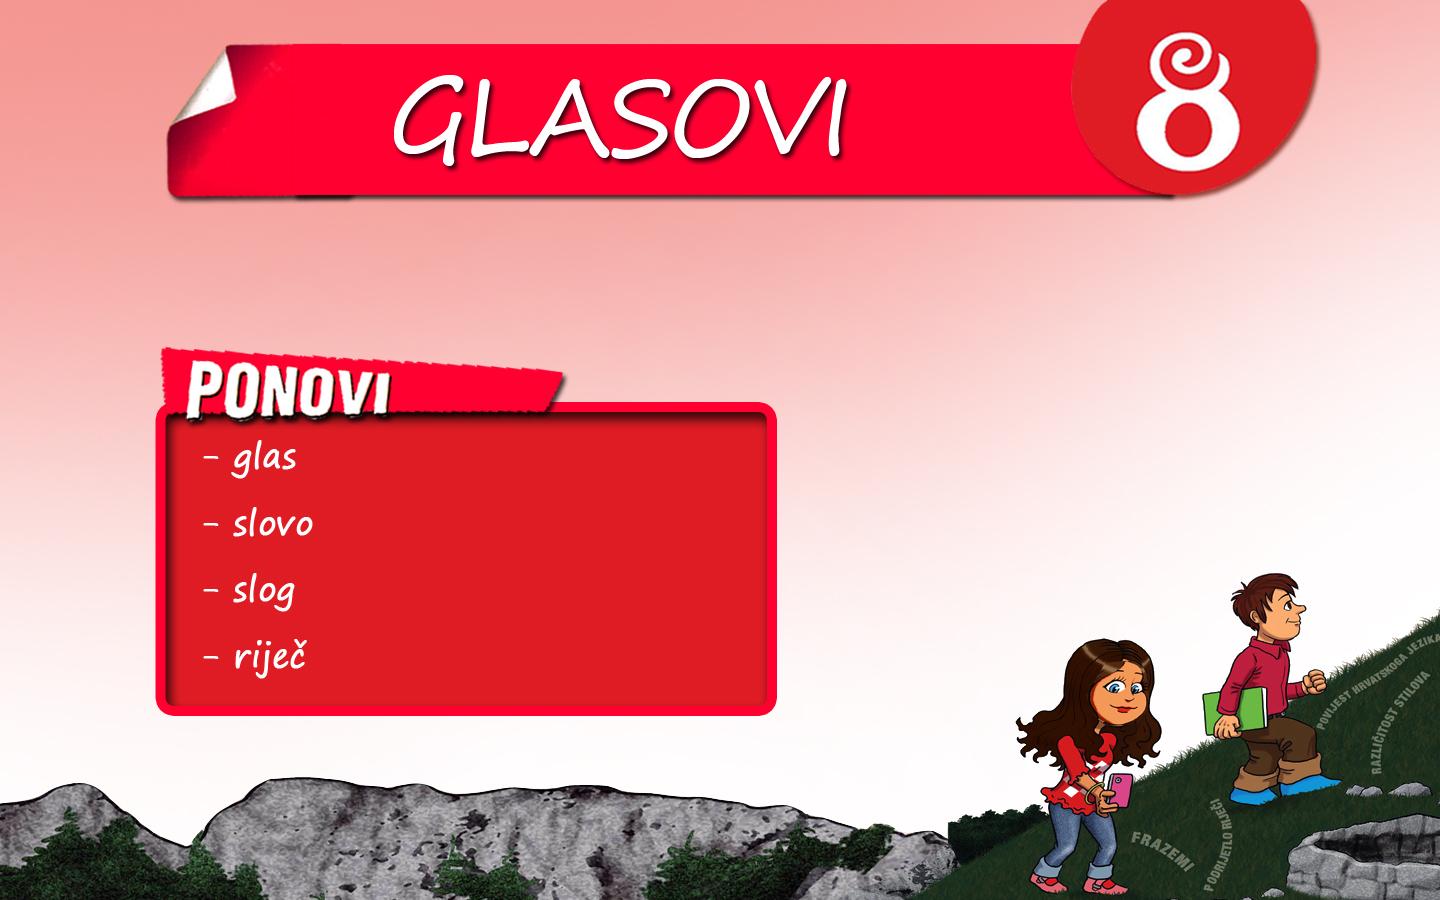 GLASOVI
8
PONOVI
- glas
- slovo
- slog
- riječ
FRAZEMI
PODRIJETLO RIJEČI
POVIJEST HRVATSKOGA JEZIKA
RAZLIČITOST STILOVA